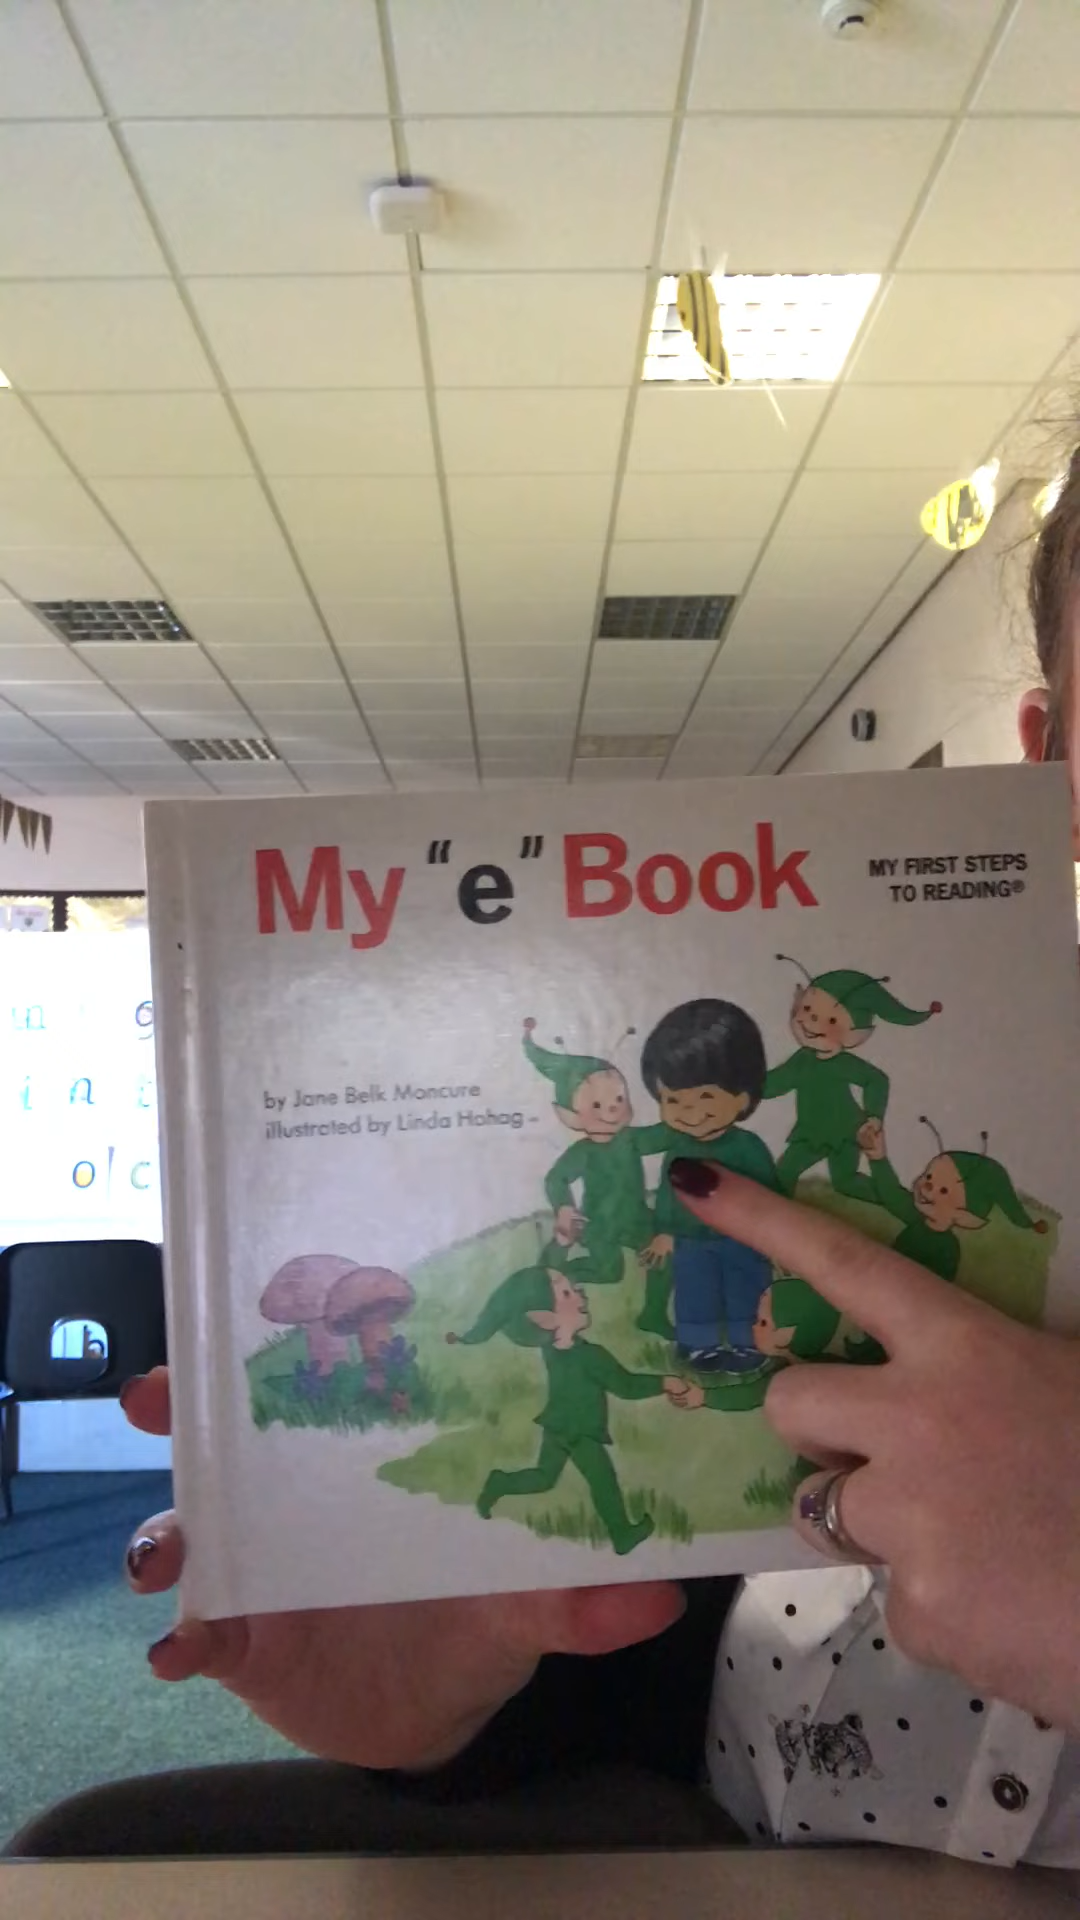 My "e" Book
MY FIRST STEPS
TO READING®
by Jane Belk Moncure
illustrated by Linda Hohag
i n t
o c